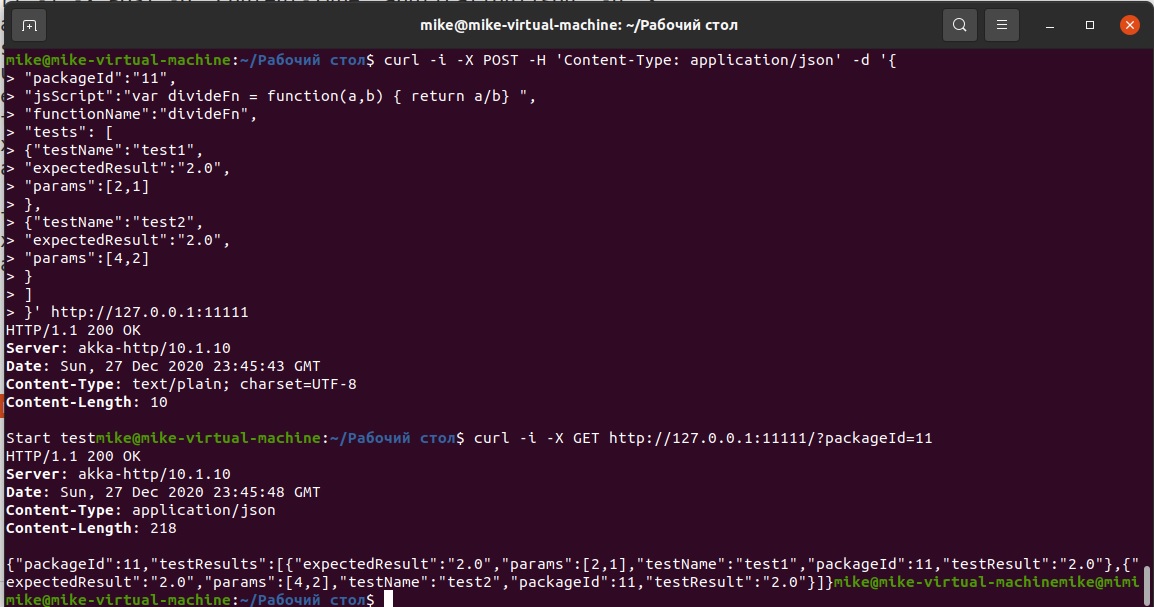 mike@mike-virtual-machine: ~/Рабочий стол
mike@mike-virtual-machine:~/Рабочий стол$ curl -i -X POST -H 'Content-Type: application/json' -d '{
> "packageId":"11",
> "jsScript":"var divideFn = function(a,b) { return a/b} ",
> "functionName":"divideFn",
> "tests": [
> {"testName":"test1",
> "expectedResult":"2.0",
> "params":[2,1]
> },
> {"testName":"test2",
> "expectedResult":"2.0",
> "params":[4,2]
> }
> ]
> }' http://127.0.0.1:11111
HTTP/1.1 200 OK
Server: akka-http/10.1.10
Date: Sun, 27 Dec 2020 23:45:43 GMT
Content-Type: text/plain; charset=UTF-8
Content-Length: 10
Start testmike@mike-virtual-machine:~/Рабочий стол$ curl -i -X GET http://127.0.0.1:11111/?packageId=11
HTTP/1.1 200 OK
Server: akka-http/10.1.10
Date: Sun, 27 Dec 2020 23:45:48 GMT
Content-Type: application/json
Content-Length: 218
{"packageId":11,"testResults":[{"expectedResult":"2.0","params":[2,1],"testName":"test1","packageId":11,"testResult":"2.0"},{"
expectedResult":"2.0","params":[4,2],"testName":"test2","packageId":11,"testResult":"2.0"}]}mike@mike-virtual-machinemike@mimi
mike@mike-virtual-machine:~/Рабочий стол$